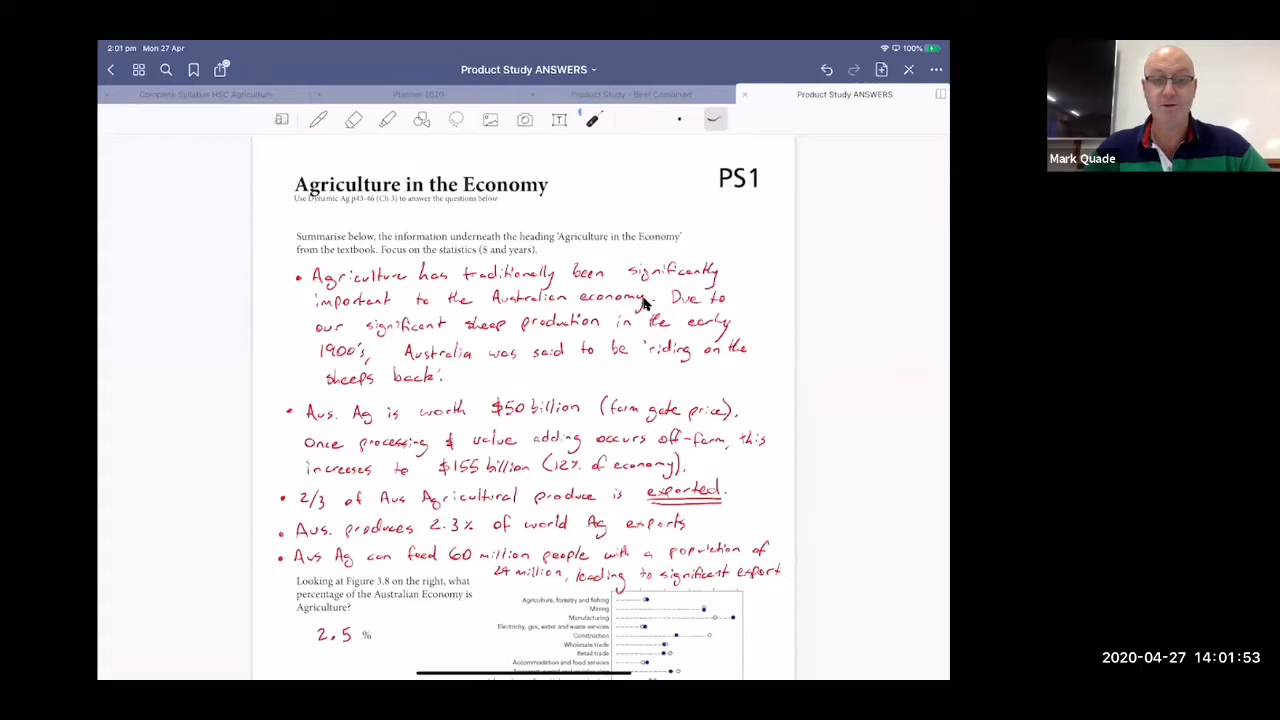 2:01 pm Mon 27 Apr
100%
Product Study ANSWERS
Complete Syllabus HSC Agriculture
Planner 2020
Product Study - Beef Combined
Product Study ANSWERS
Agriculture in the Economy
PS1
Use Dynamic Ag p43-46 (Ch 3) to answer the questions below
Summarise below, the information underneath the heading 'Agriculture in the Economy'
from the textbook. Focus on the statistics ($ and years).
• Agriculture has traditionally been significantly
important to the Australian economy. Due to
our significant sheep production in the early
1900's, Australia was said to be 'riding on the
sheeps back'.
• Aus. Ag is worth $50 billion (farm gate price).
Once processing & value adding occurs off-farm, this
increases to $155 billion (12% of economy).
• 2/3 of Aus Agricultural produce is exported.
• Aus. produces 2.3% of world Ag exports
• Aus Ag can feed 60 million people with a population of
24 million, leading to significant export.
Looking at Figure 3.8 on the right, what
percentage of the Australian Economy is
Agriculture?
2.5 %
Agriculture, forestry and fishing
Mining
Manufacturing
Electricity, gas, water and waste services
Construction
Wholesale trade
Retail trade
Accommodation and food services
Mark Quade
2020-04-27 14:01:53